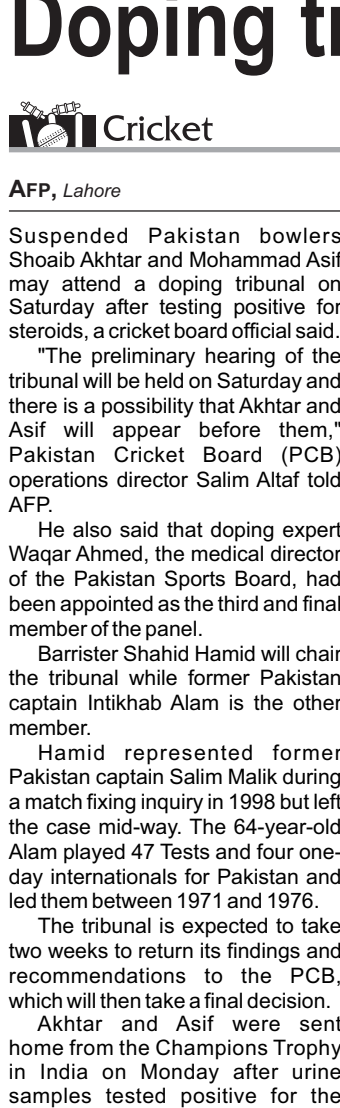 Doping tr
Cricket
AFP, Lahore
Suspended Pakistan bowlers
Shoaib Akhtar and Mohammad Asif
may attend a doping tribunal on
Saturday after testing positive for
steroids, a cricket board official said.
"The preliminary hearing of the
tribunal will be held on Saturday and
there is a possibility that Akhtar and
Asif will appear before them,"
Pakistan Cricket Board (PCB)
operations director Salim Altaf told
AFP.
He also said that doping expert
Waqar Ahmed, the medical director
of the Pakistan Sports Board, had
been appointed as the third and final
member of the panel.
Barrister Shahid Hamid will chair
the tribunal while former Pakistan
captain Intikhab Alam is the other
member.
Hamid represented former
Pakistan captain Salim Malik during
a match fixing inquiry in 1998 but left
the case mid-way. The 64-year-old
Alam played 47 Tests and four one-
day internationals for Pakistan and
led them between 1971 and 1976.
The tribunal is expected to take
two weeks to return its findings and
recommendations to the PCB,
which will then take a final decision.
Akhtar and Asif were sent
home from the Champions Trophy
in India on Monday after urine
samples tested positive for the